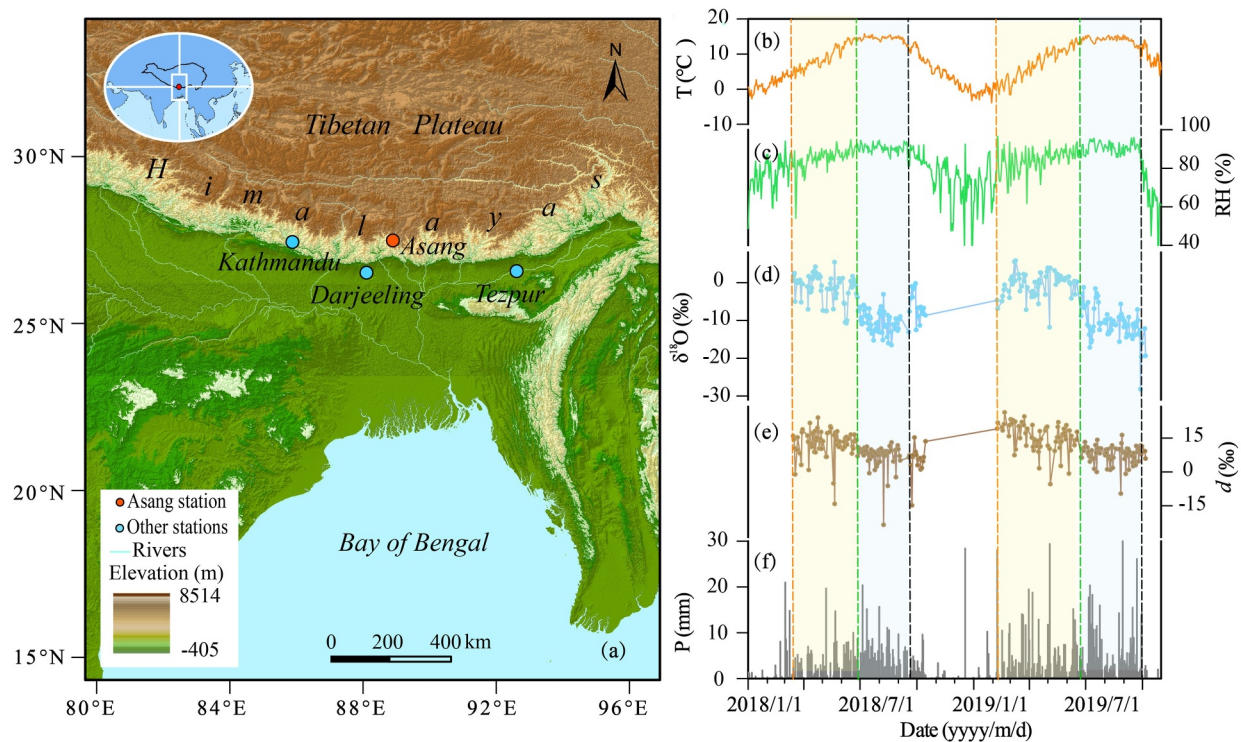 N
Tibetan Plateau
Himalayas
Asang
Kathmandu
Darjeeling
Tezpur
Bay of Bengal
Asang station
Other stations
Rivers
Elevation (m)
8514
-405
0 200 400 km
(a)
30°N
25°N
20°N
15°N
80°E 84°E 88°E 92°E 96°E
(b)
T (℃)
20
10
0
-10
(c)
RH (%)
100
80
60
40
(d)
δ¹⁸O (‰)
0
-10
-20
-30
(e)
d (‰)
15
0
-15
(f)
P (mm)
30
20
10
0
2018/1/1 2018/7/1 2019/1/1 2019/7/1
Date (yyyy/m/d)